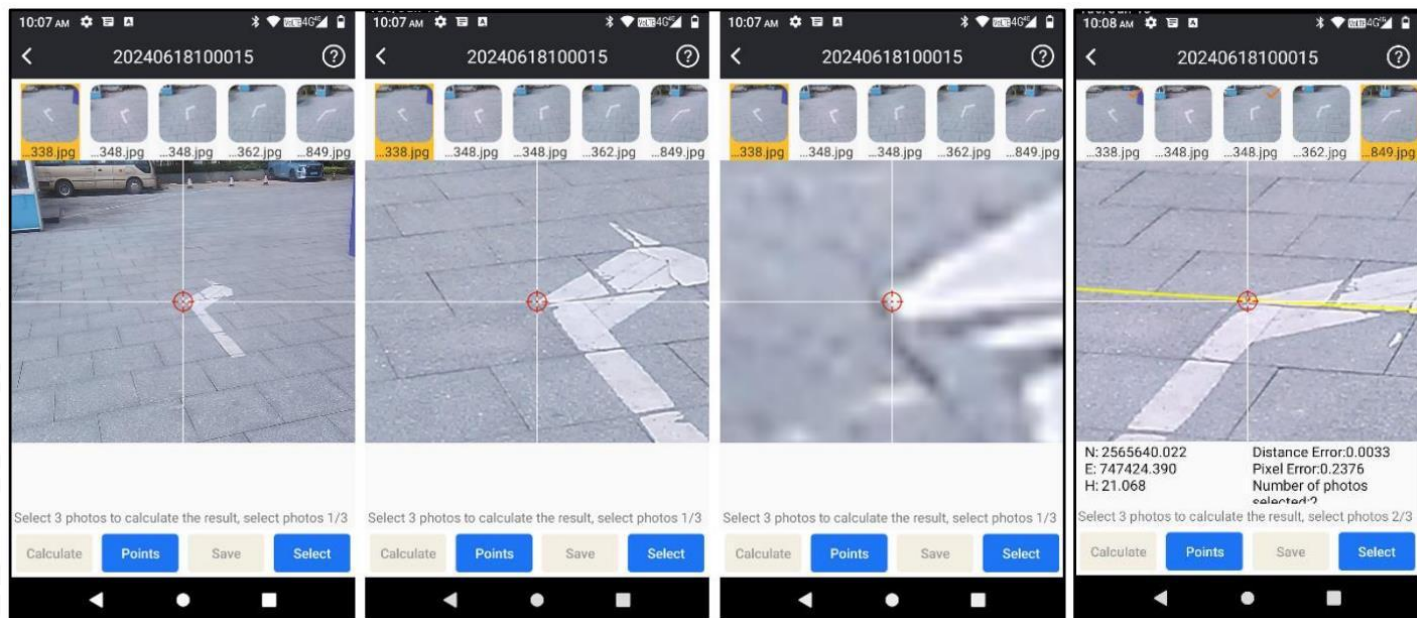 10:07 AM
4G
20240618100015
...338.jpg ...348.jpg ...348.jpg ...362.jpg ...849.jpg
Select 3 photos to calculate the result, select photos 1/3
Calculate Points Save Select
10:07 AM
4G
20240618100015
...338.jpg ...348.jpg ...348.jpg ...362.jpg ...849.jpg
Select 3 photos to calculate the result, select photos 1/3
Calculate Points Save Select
10:07 AM
4G
20240618100015
...338.jpg ...348.jpg ...348.jpg ...362.jpg ...849.jpg
Select 3 photos to calculate the result, select photos 1/3
Calculate Points Save Select
10:08 AM
4G
20240618100015
...338.jpg ...348.jpg ...348.jpg ...362.jpg ...849.jpg
N: 2565640.022 Distance Error:0.0033
E: 747424.390 Pixel Error:0.2376
H: 21.068 Number of photos
selected:2
Select 3 photos to calculate the result, select photos 2/3
Calculate Points Save Select